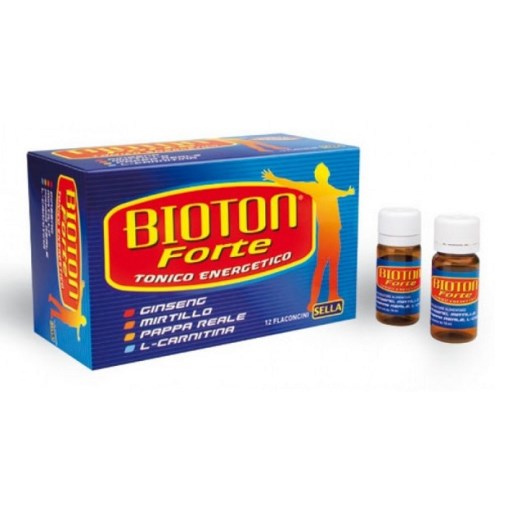 BIOTON®
Forte
TONICO ENERGETICO
GINSENG
MIRTILLO
PAPPA REALE
L-CARNITINA
12 FLACONCINI
SELLA
BIOTON
Forte
BIOTON
Forte